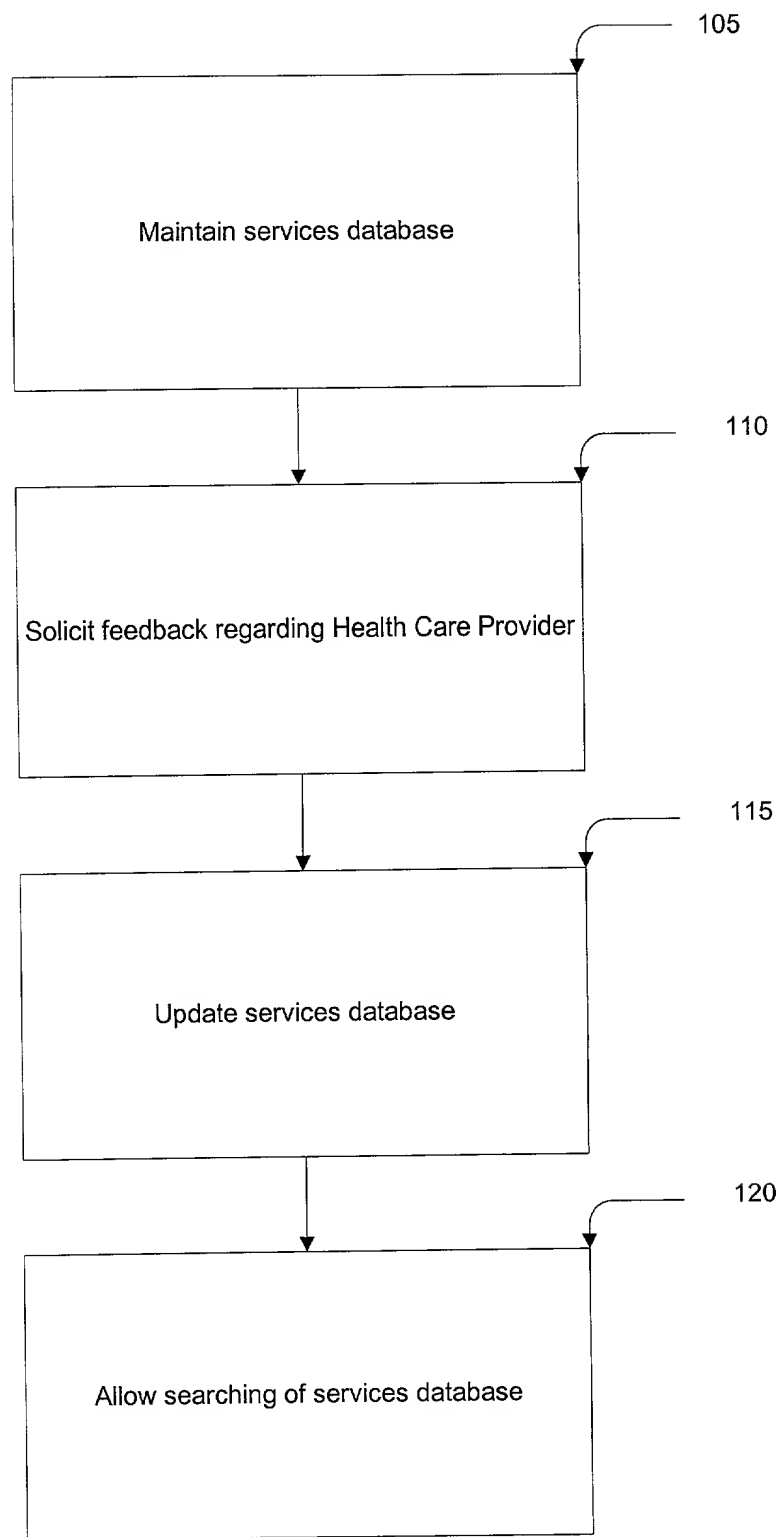 105
Maintain services database
110
Solicit feedback regarding Health Care Provider
115
Update services database
120
Allow searching of services database